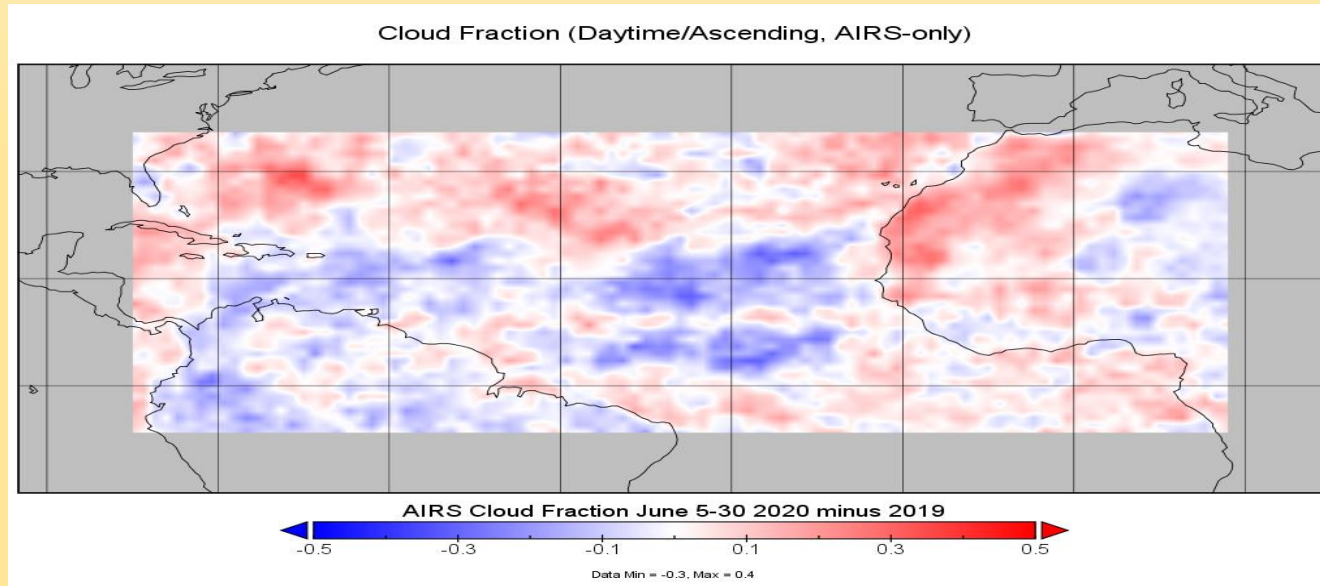 Cloud Fraction (Daytime/Ascending, AIRS-only)
AIRS Cloud Fraction June 5-30 2020 minus 2019
-0.5 -0.3 -0.1 0.1 0.3 0.5
Data Min = -0.3, Max = 0.4